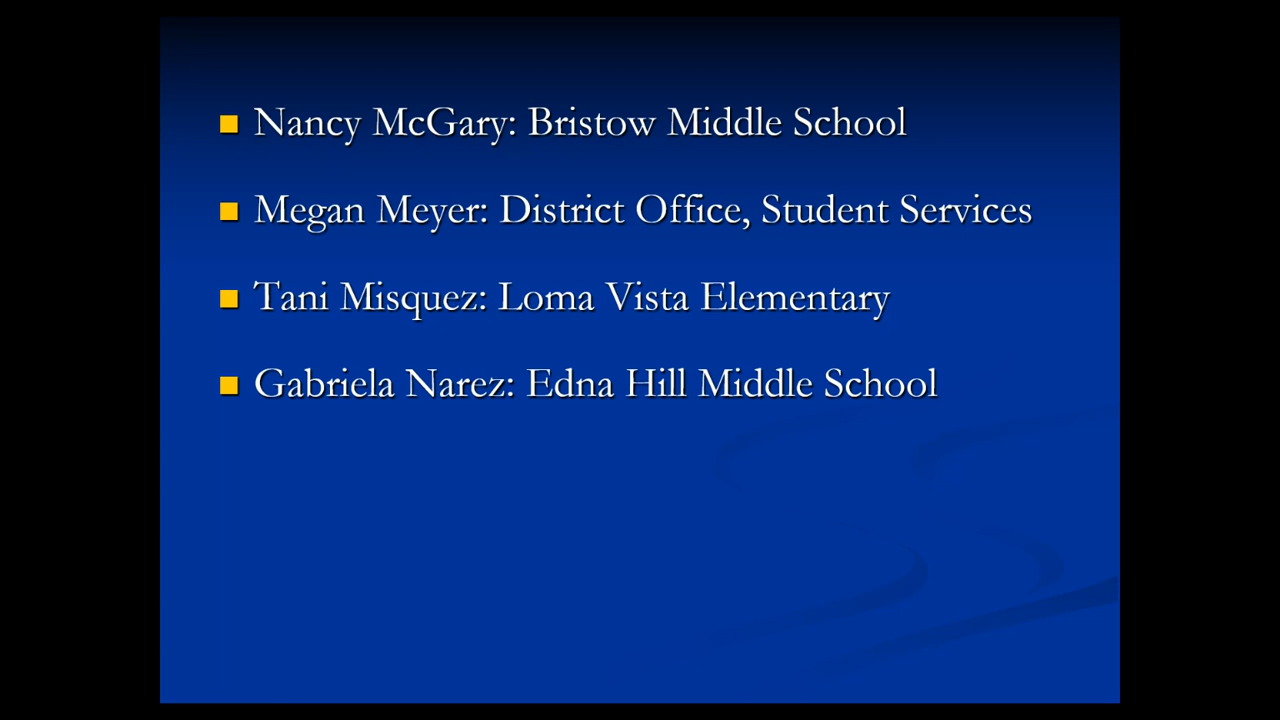 Nancy McGary: Bristow Middle School
Megan Meyer: District Office, Student Services
Tani Misquez: Loma Vista Elementary
Gabriela Narez: Edna Hill Middle School